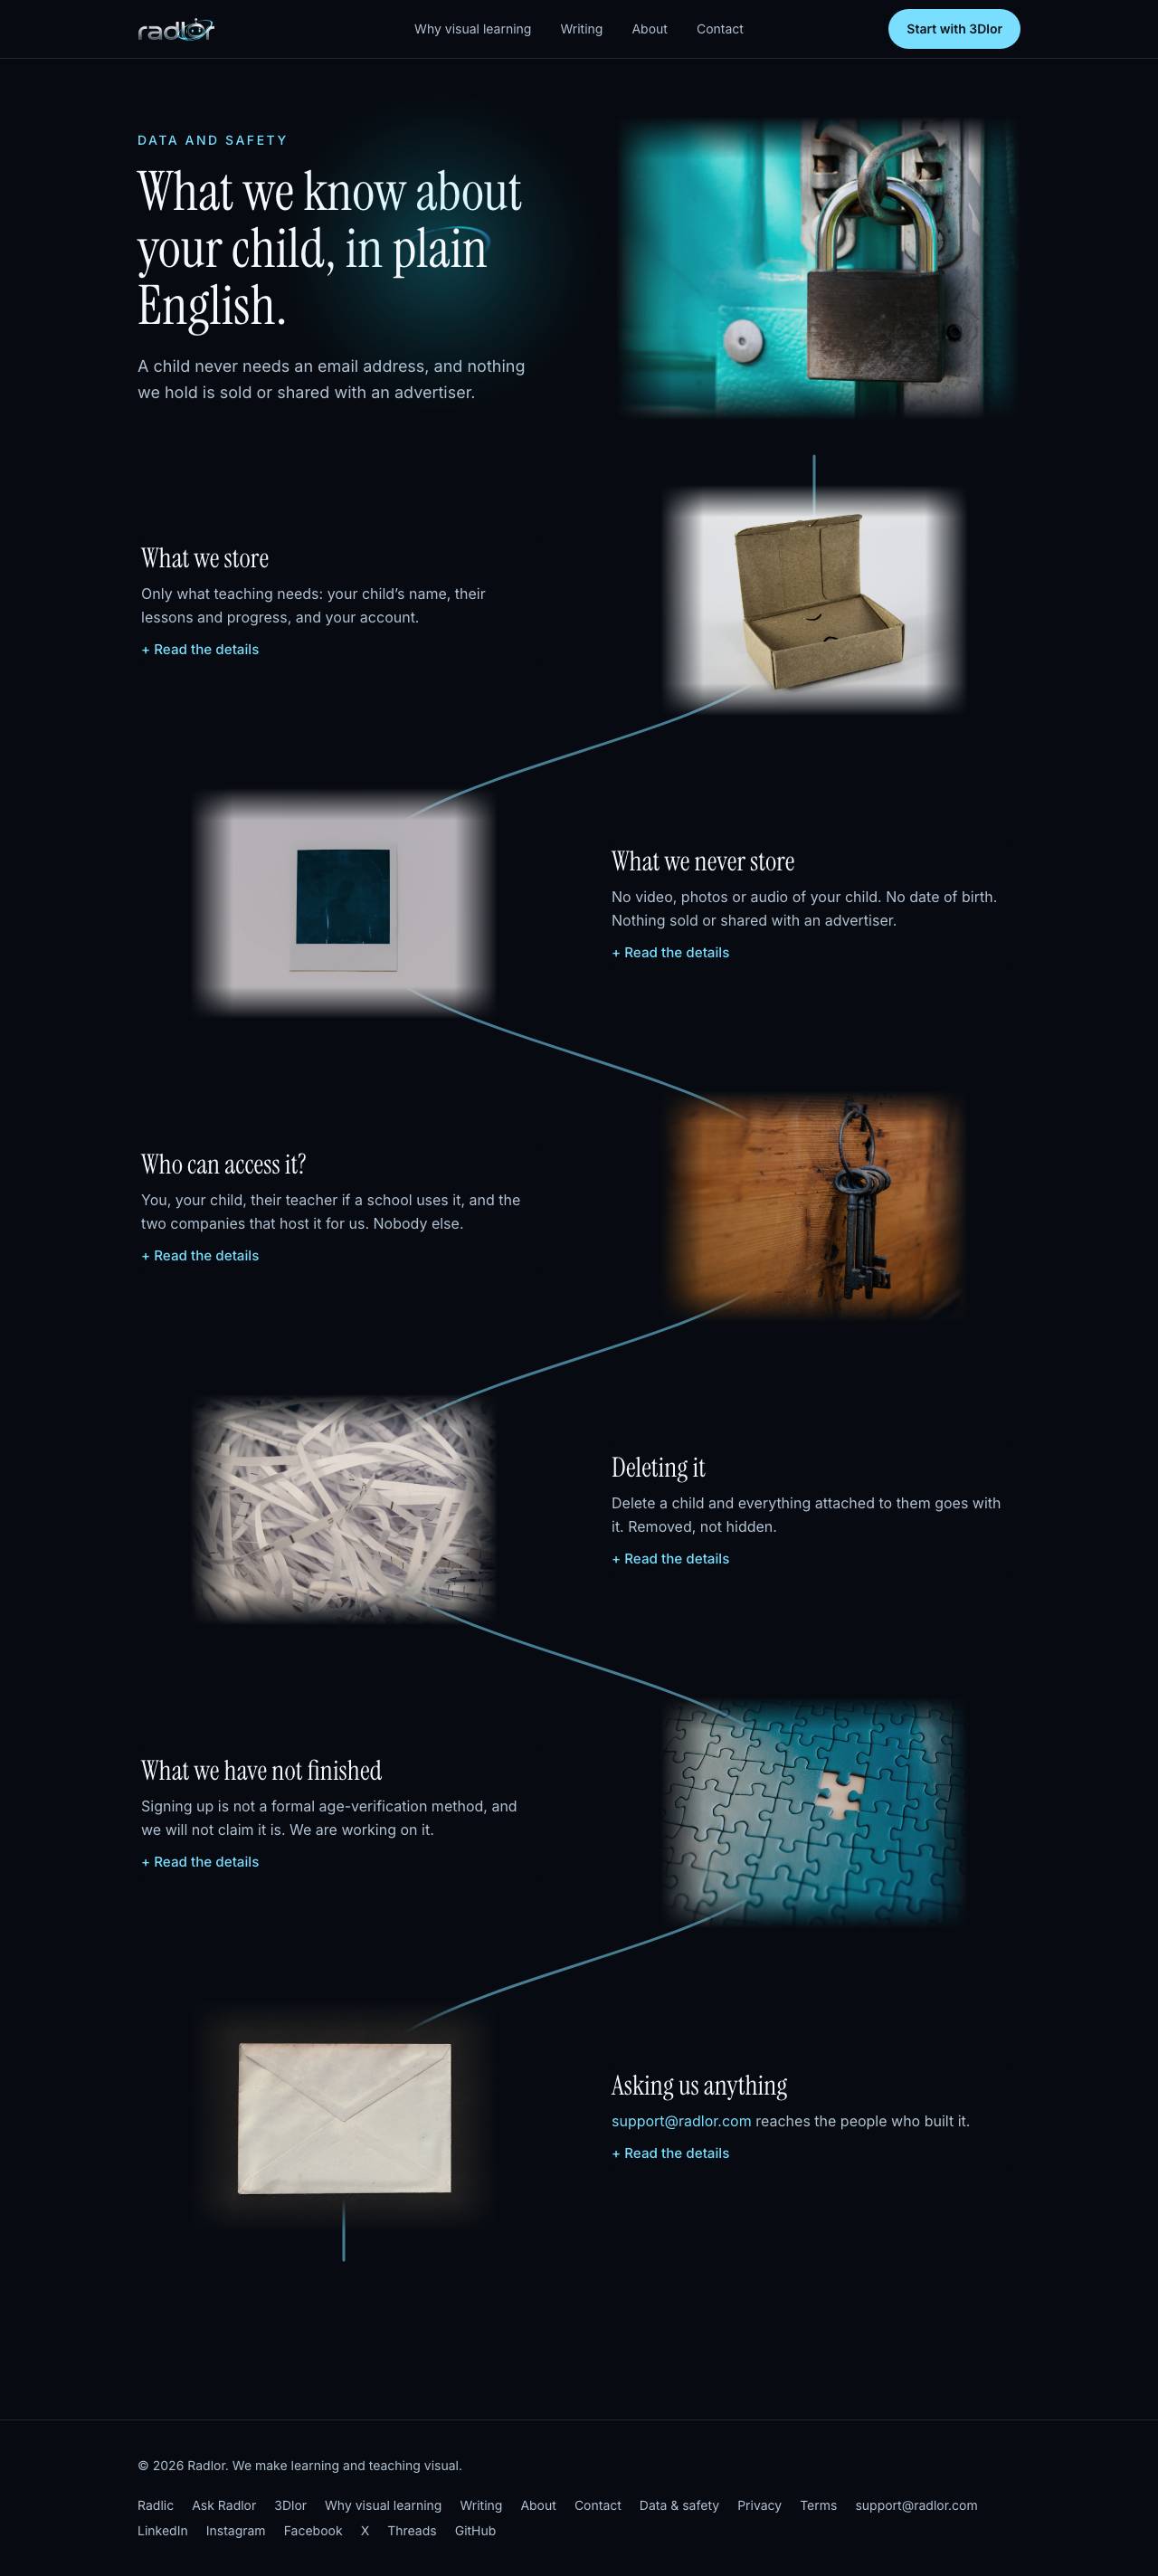 radlor
Why visual learning
Writing
About
Contact
Start with 3Dlor
DATA AND SAFETY
What we know about
your child, in plain
English.
A child never needs an email address, and nothing
we hold is sold or shared with an advertiser.
What we store
Only what teaching needs: your child’s name, their
lessons and progress, and your account.
+ Read the details
What we never store
No video, photos or audio of your child. No date of birth.
Nothing sold or shared with an advertiser.
+ Read the details
Who can access it?
You, your child, their teacher if a school uses it, and the
two companies that host it for us. Nobody else.
+ Read the details
Deleting it
Delete a child and everything attached to them goes with
it. Removed, not hidden.
+ Read the details
What we have not finished
Signing up is not a formal age-verification method, and
we will not claim it is. We are working on it.
+ Read the details
Asking us anything
support@radlor.com reaches the people who built it.
+ Read the details
© 2026 Radlor. We make learning and teaching visual.
Radlic Ask Radlor 3Dlor Why visual learning Writing About Contact Data & safety Privacy Terms support@radlor.com
LinkedIn Instagram Facebook X Threads GitHub